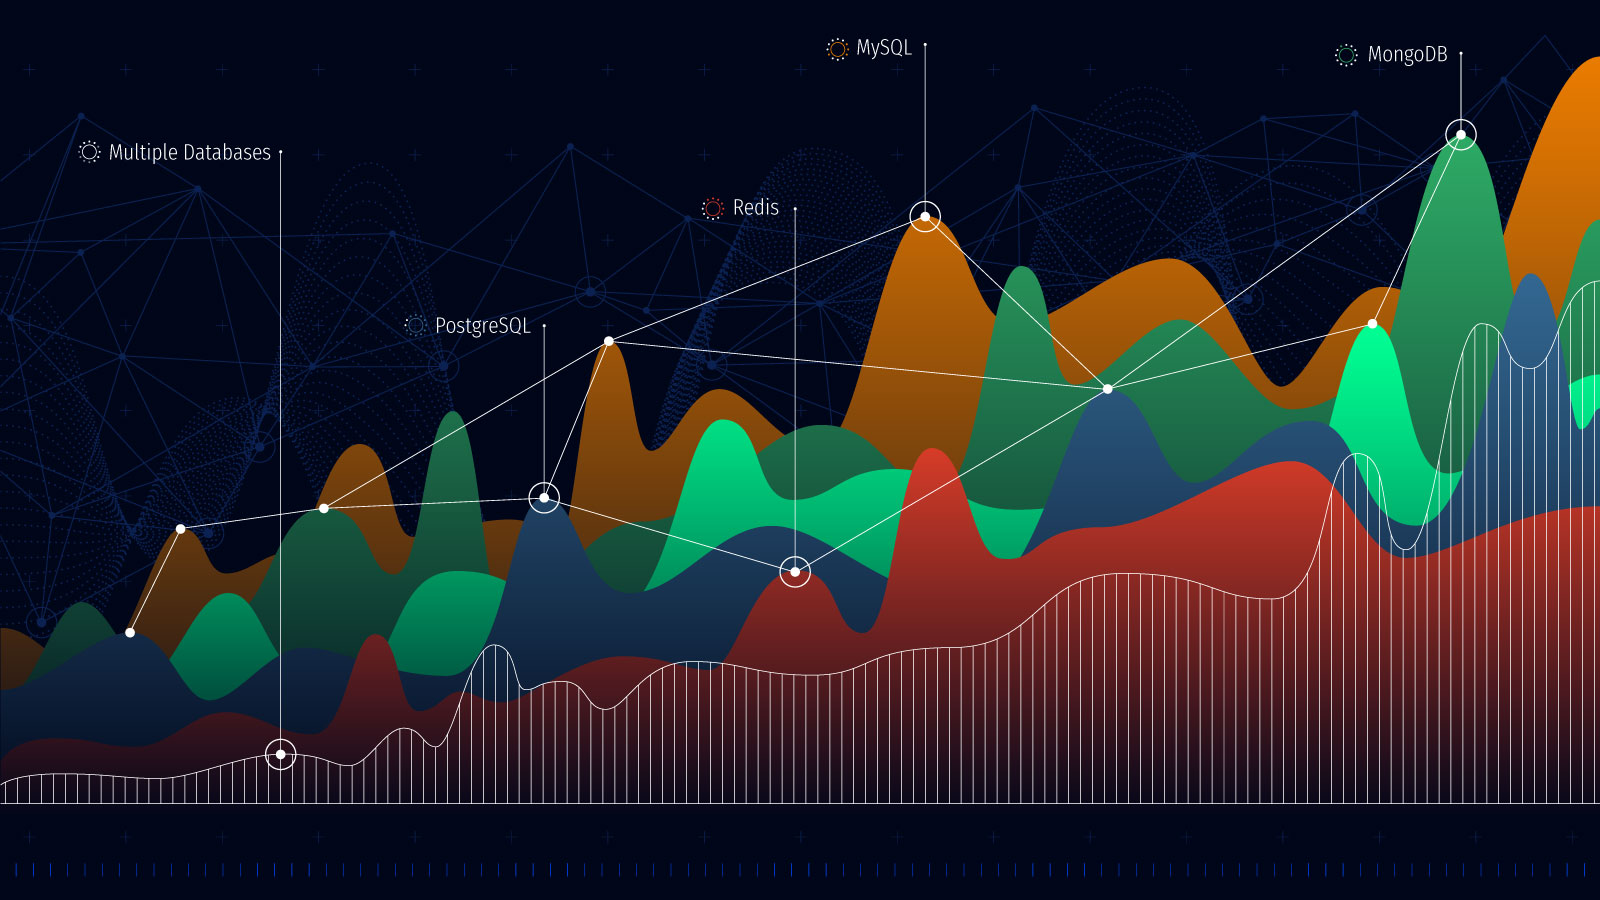 MySQL
MongoDB
Multiple Databases
Redis
PostgreSQL